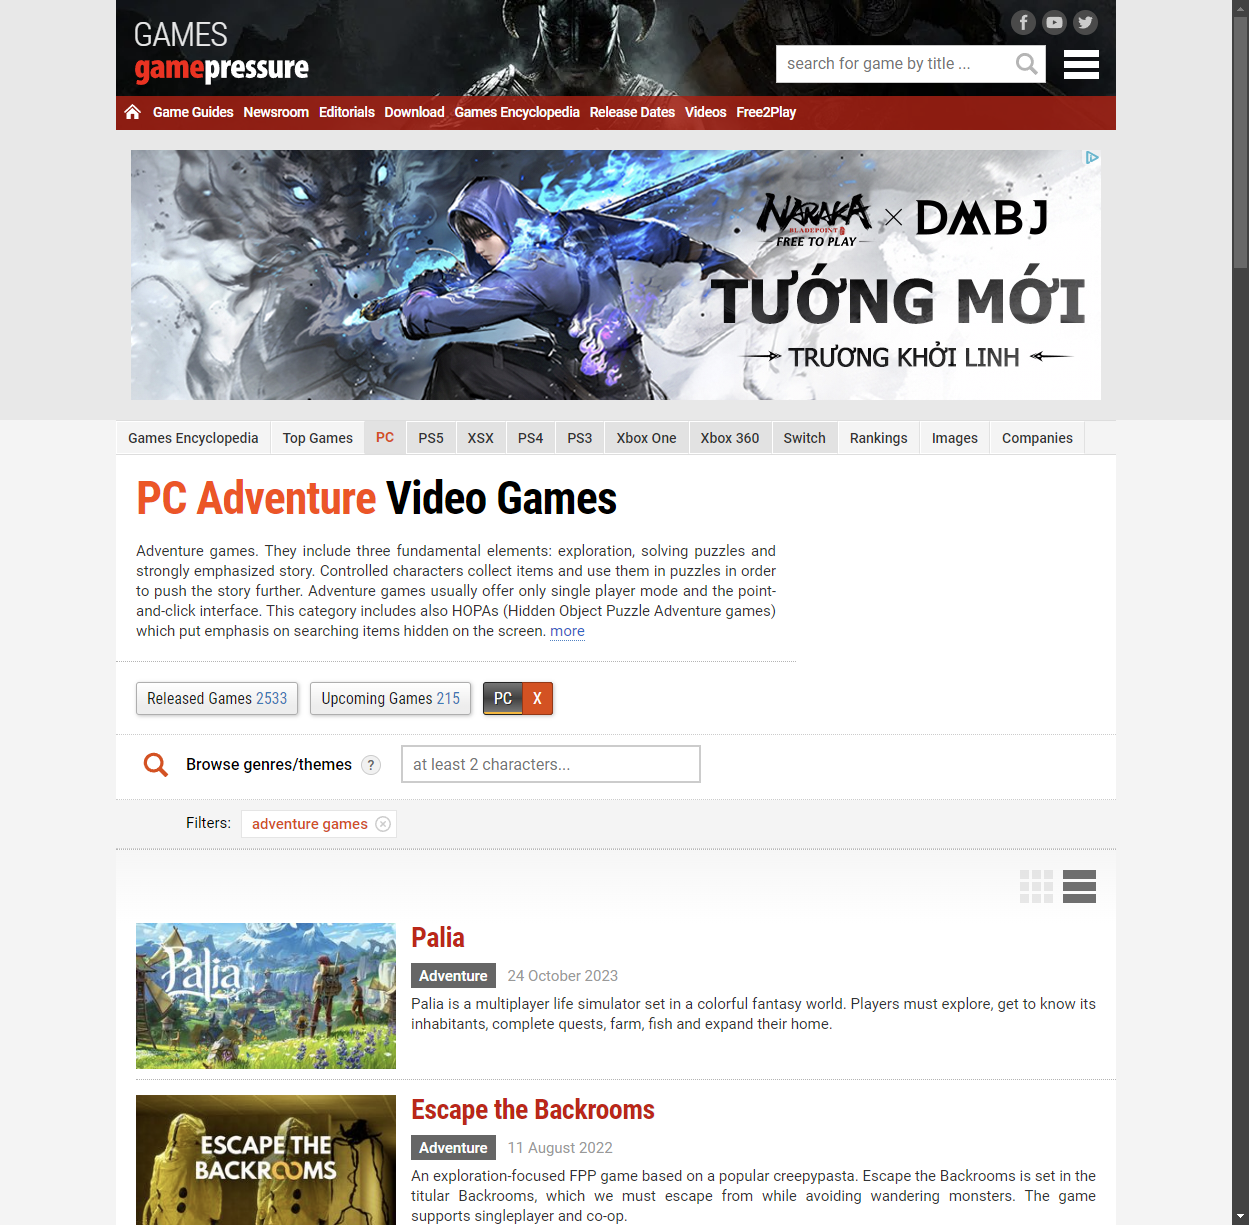 GAMES
gamepressure
search for game by title ...
Game Guides Newsroom Editorials Download Games Encyclopedia Release Dates Videos Free2Play
NARAKA
BLADEPOINT
FREE TO PLAY
× DMBJ
TƯỚNG MỚI
TRƯƠNG KHỞI LINH
Games Encyclopedia Top Games PC PS5 XSX PS4 PS3 Xbox One Xbox 360 Switch Rankings Images Companies
PC Adventure Video Games
Adventure games. They include three fundamental elements: exploration, solving puzzles and
strongly emphasized story. Controlled characters collect items and use them in puzzles in order
to push the story further. Adventure games usually offer only single player mode and the point-
and-click interface. This category includes also HOPAs (Hidden Object Puzzle Adventure games)
which put emphasis on searching items hidden on the screen. more
Released Games 2533 Upcoming Games 215 PC X
Browse genres/themes ? at least 2 characters...
Filters: adventure games
Palia
Palia
Adventure 24 October 2023
Palia is a multiplayer life simulator set in a colorful fantasy world. Players must explore, get to know its
inhabitants, complete quests, farm, fish and expand their home.
ESCAPE THE
BACKROOMS
Escape the Backrooms
Adventure 11 August 2022
An exploration-focused FPP game based on a popular creepypasta. Escape the Backrooms is set in the
titular Backrooms, which we must escape from while avoiding wandering monsters. The game
supports singleplayer and co-op.